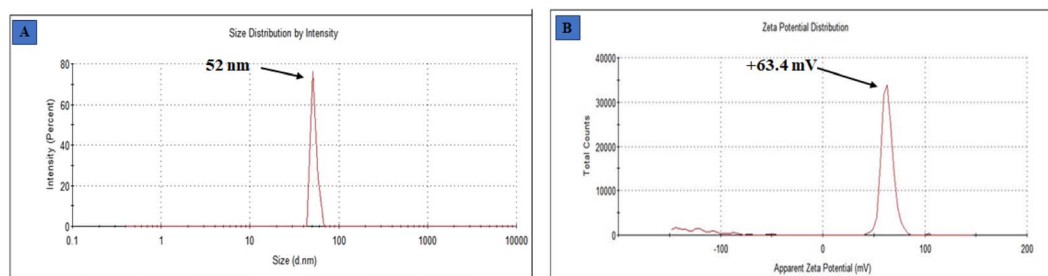 A
Size Distribution by Intensity
52 nm
Intensity (Percent)
80
60
40
20
0
0.1 1 10 100 1000 10000
Size (d.nm)
B
Zeta Potential Distribution
+63.4 mV
Total Counts
40000
30000
20000
10000
0
-100 0 100 200
Apparent Zeta Potential (mV)